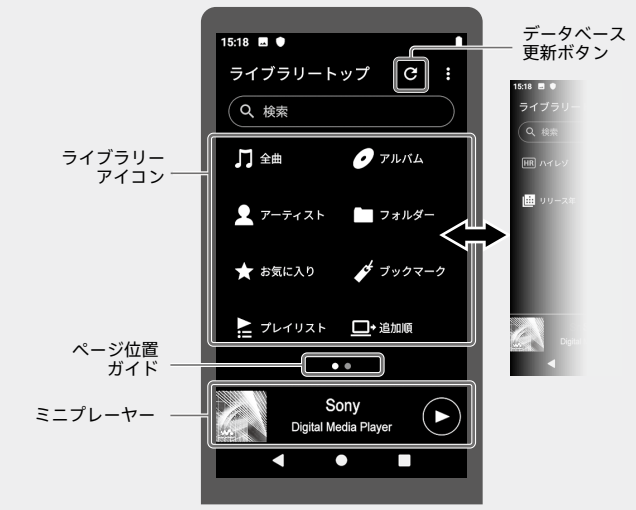 データベース
更新ボタン
15:18
ライブラリートップ
検索
ライブラリー
アイコン
全曲
アルバム
アーティスト
フォルダー
お気に入り
ブックマーク
プレイリスト
追加順
ページ位置
ガイド
ミニプレーヤー
Sony
Digital Media Player
15:18
ライブラリー
検索
HR ハイレゾ
リリース年
Digital